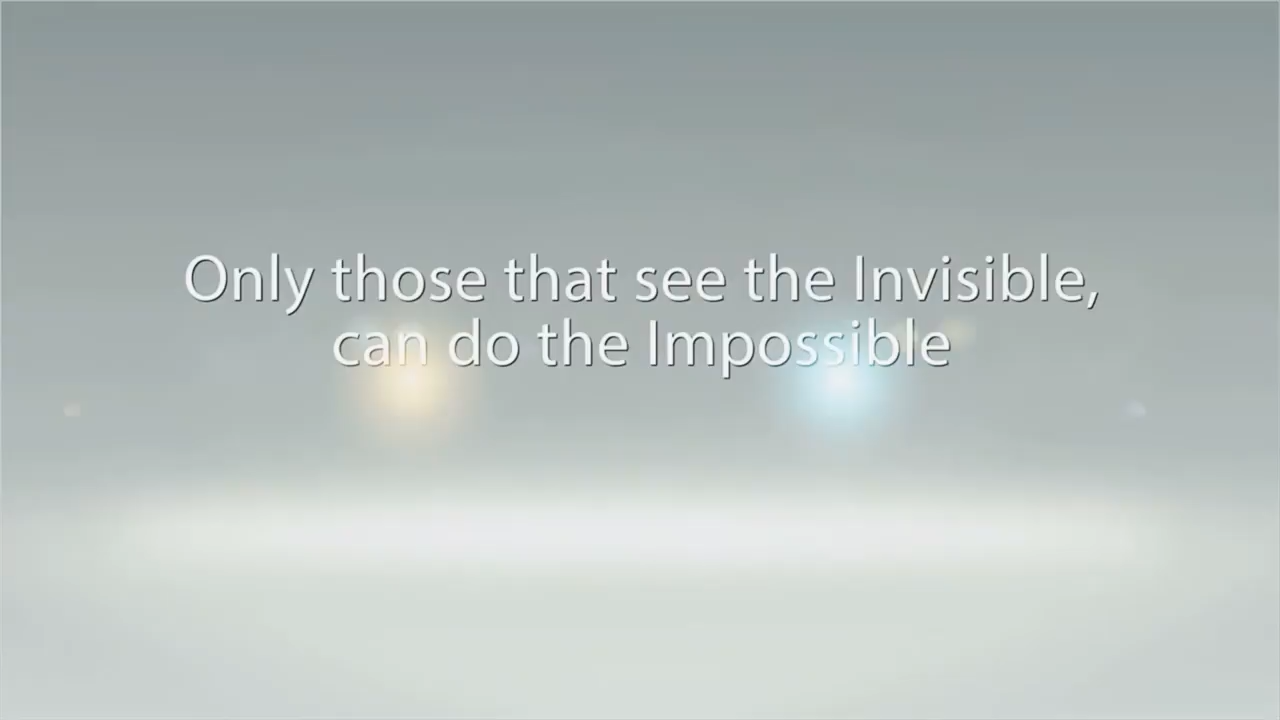 Only those that see the Invisible,
can do the Impossible